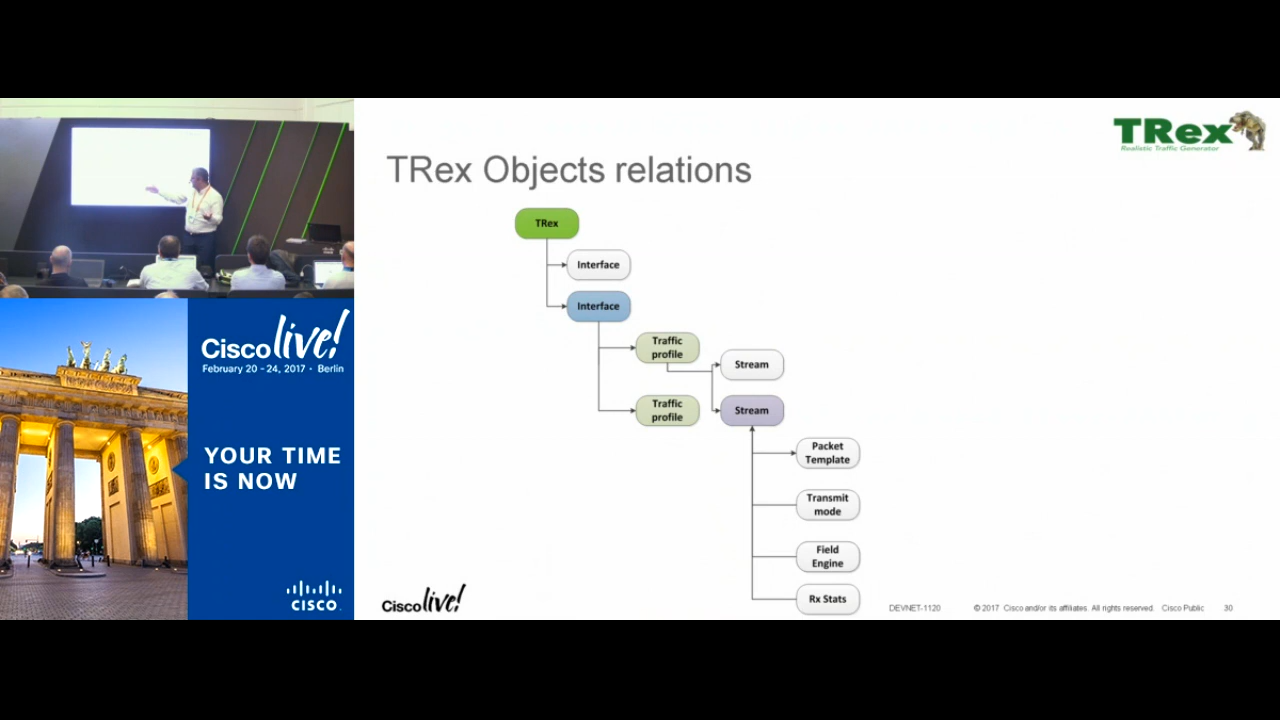 TRex
Realistic Traffic Generator
TRex Objects relations
TRex
Interface
Interface
Traffic
profile
Stream
Traffic
profile
Stream
Packet
Template
Transmit
mode
Field
Engine
Rx Stats
Cisco live!
February 20 - 24, 2017 • Berlin
YOUR TIME
IS NOW
CISCO
Cisco live!
DEVNET-1120 © 2017 Cisco and/or its affiliates. All rights reserved. Cisco Public 30